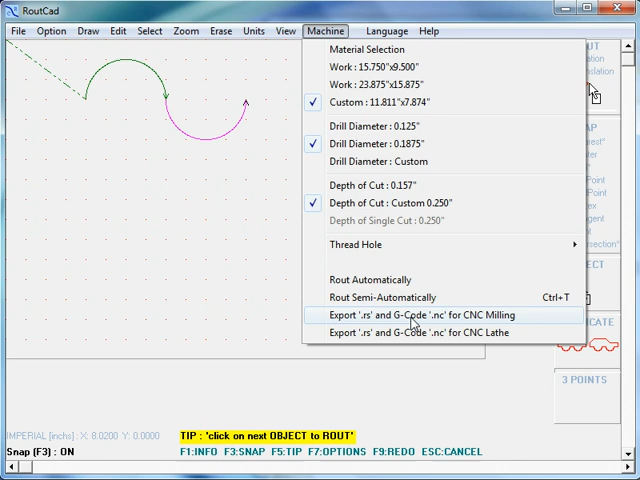 RoutCad
File Option Draw Edit Select Zoom Erase Units View Machine Language Help
Material Selection
Work : 15.750"x9.500"
Work : 23.875"x15.875"
Custom : 11.811"x7.874"
Drill Diameter : 0.125"
Drill Diameter : 0.1875"
Drill Diameter : Custom
Depth of Cut : 0.157"
Depth of Cut : Custom 0.250"
Depth of Single Cut : 0.250"
Thread Hole
Rout Automatically
Rout Semi-Automatically Ctrl+T
Export '.rs' and G-Code '.nc' for CNC Milling
Export '.rs' and G-Code '.nc' for CNC Lathe
3 POINTS
IMPERIAL [inchs] : X: 8.0200 Y: 0.0000
TIP : 'click on next OBJECT to ROUT'
Snap (F3) : ON
F1:INFO F3:SNAP F5:TIP F7:OPTIONS F9:REDO ESC:CANCEL